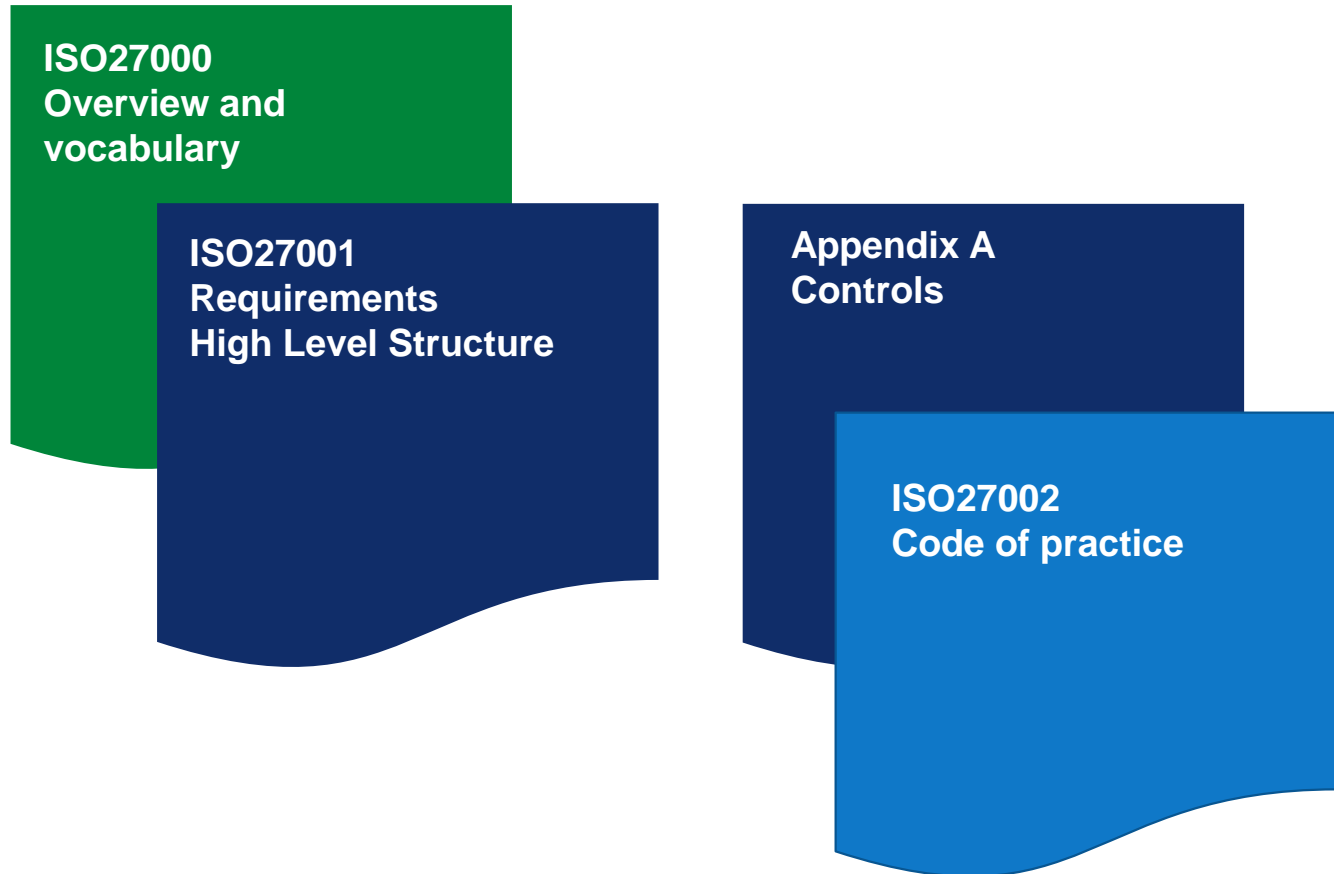 ISO27000
Overview and
vocabulary
ISO27001
Requirements
High Level Structure
Appendix A
Controls
ISO27002
Code of practice